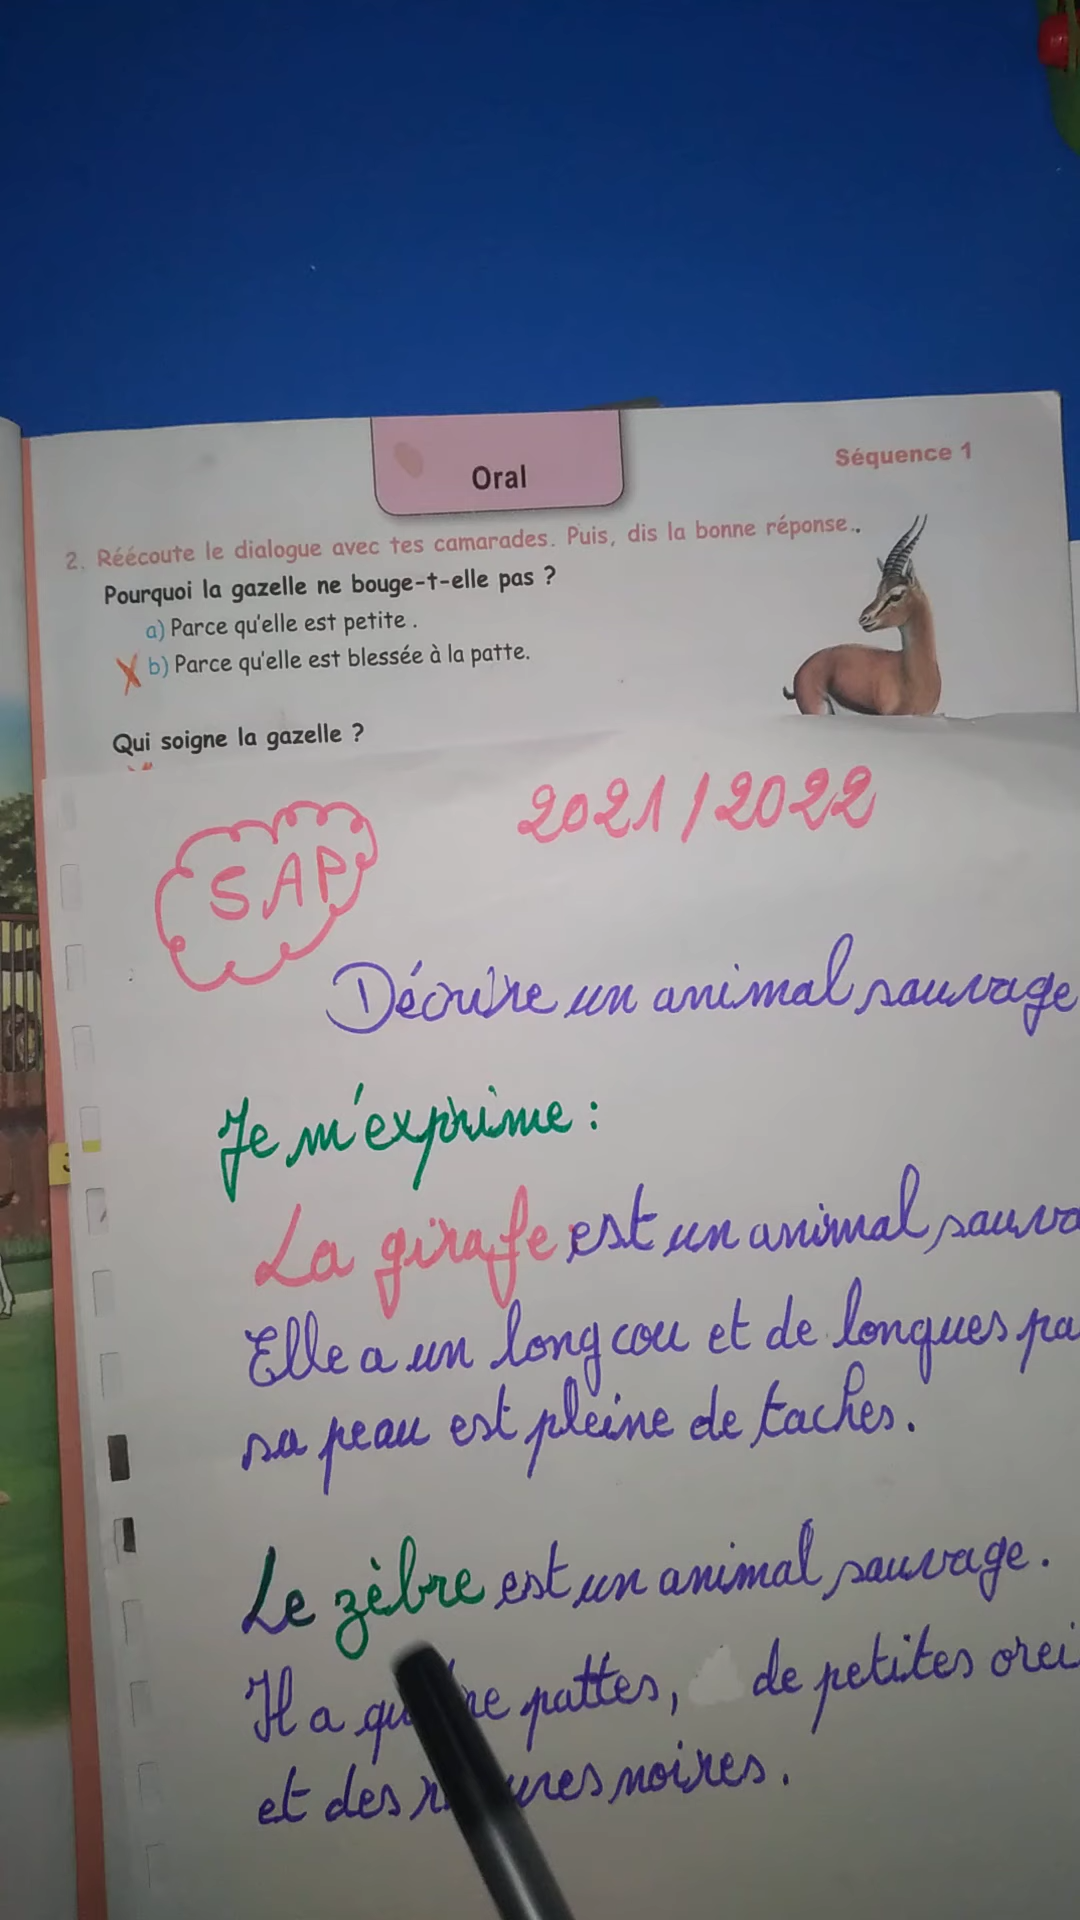 Oral
Séquence 1
2. Réécoute le dialogue avec tes camarades. Puis, dis la bonne réponse..
Pourquoi la gazelle ne bouge-t-elle pas ?
a) Parce qu'elle est petite .
X b) Parce qu'elle est blessée à la patte.
Qui soigne la gazelle ?
2021/2022
SAP
Décrire un animal sauvage
Je m'exprime :
La girafe est un animal
Elle a un long cou et de longues
sa peau est pleine de taches.
Le zèbre est un animal sauvage.
Il a pattes, de petites
et des noires.